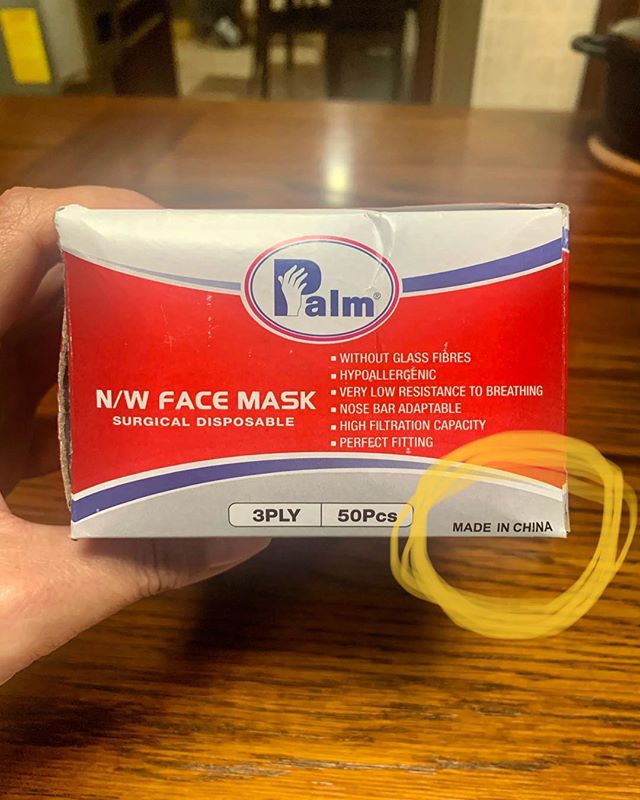 Palm®
N/W FACE MASK
SURGICAL DISPOSABLE
▪ WITHOUT GLASS FIBRES
▪ HYPOALLERGENIC
▪ VERY LOW RESISTANCE TO BREATHING
▪ NOSE BAR ADAPTABLE
▪ HIGH FILTRATION CAPACITY
▪ PERFECT FITTING
3PLY 50Pcs
MADE IN CHINA